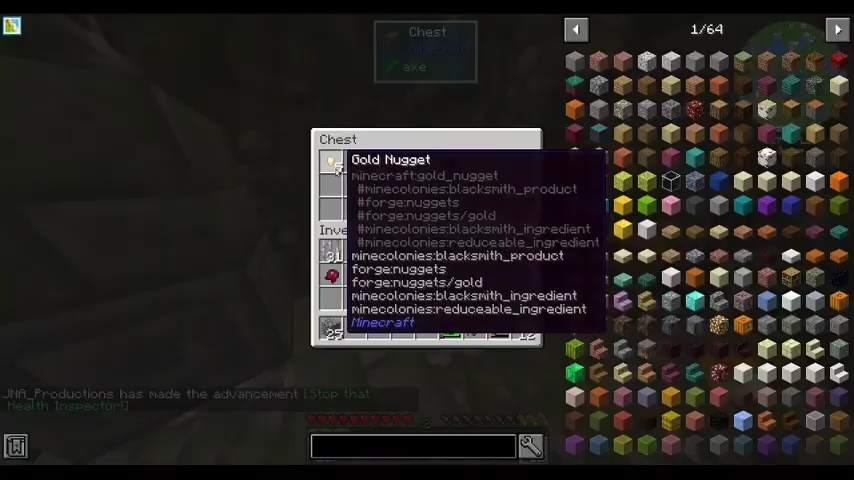 Chest
ake
1/64
Chest
Gold Nugget
minecraft:gold_nugget
#minecolonies:blacksmith_product
#forge:nuggets
#forge:nuggets/gold
#minecolonies:blacksmith_ingredient
#minecolonies:reduceable_ingredient
minecolonies:blacksmith_product
forge:nuggets
forge:nuggets/gold
minecolonies:blacksmith_ingredient
minecolonies:reduceable_ingredient
Minecraft
Inve
31
25
12
JNA_Productions has made the advancement [Stop that
Health Inspector!]